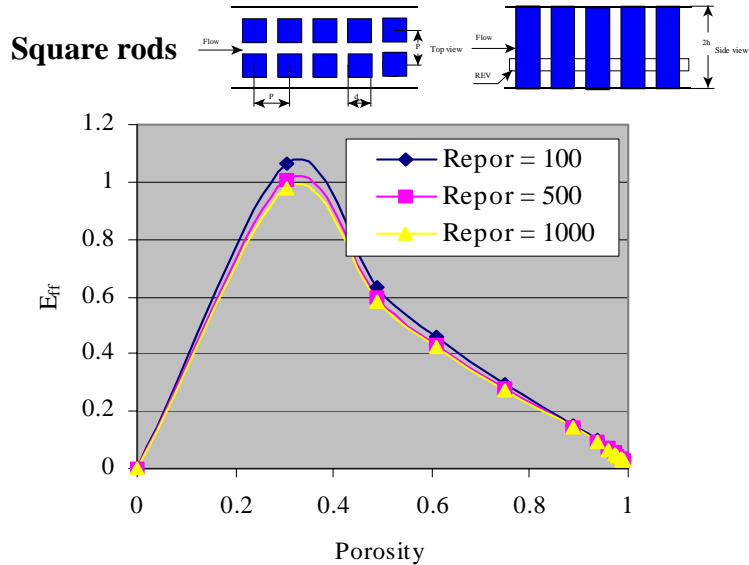 Square rods
Flow
P
Top view
P
d
Flow
REV
2h
Side view
1.2
1
0.8
0.6
0.4
0.2
0
Eff
Repor = 100
Repor = 500
Repor = 1000
0 0.2 0.4 0.6 0.8 1
Porosity